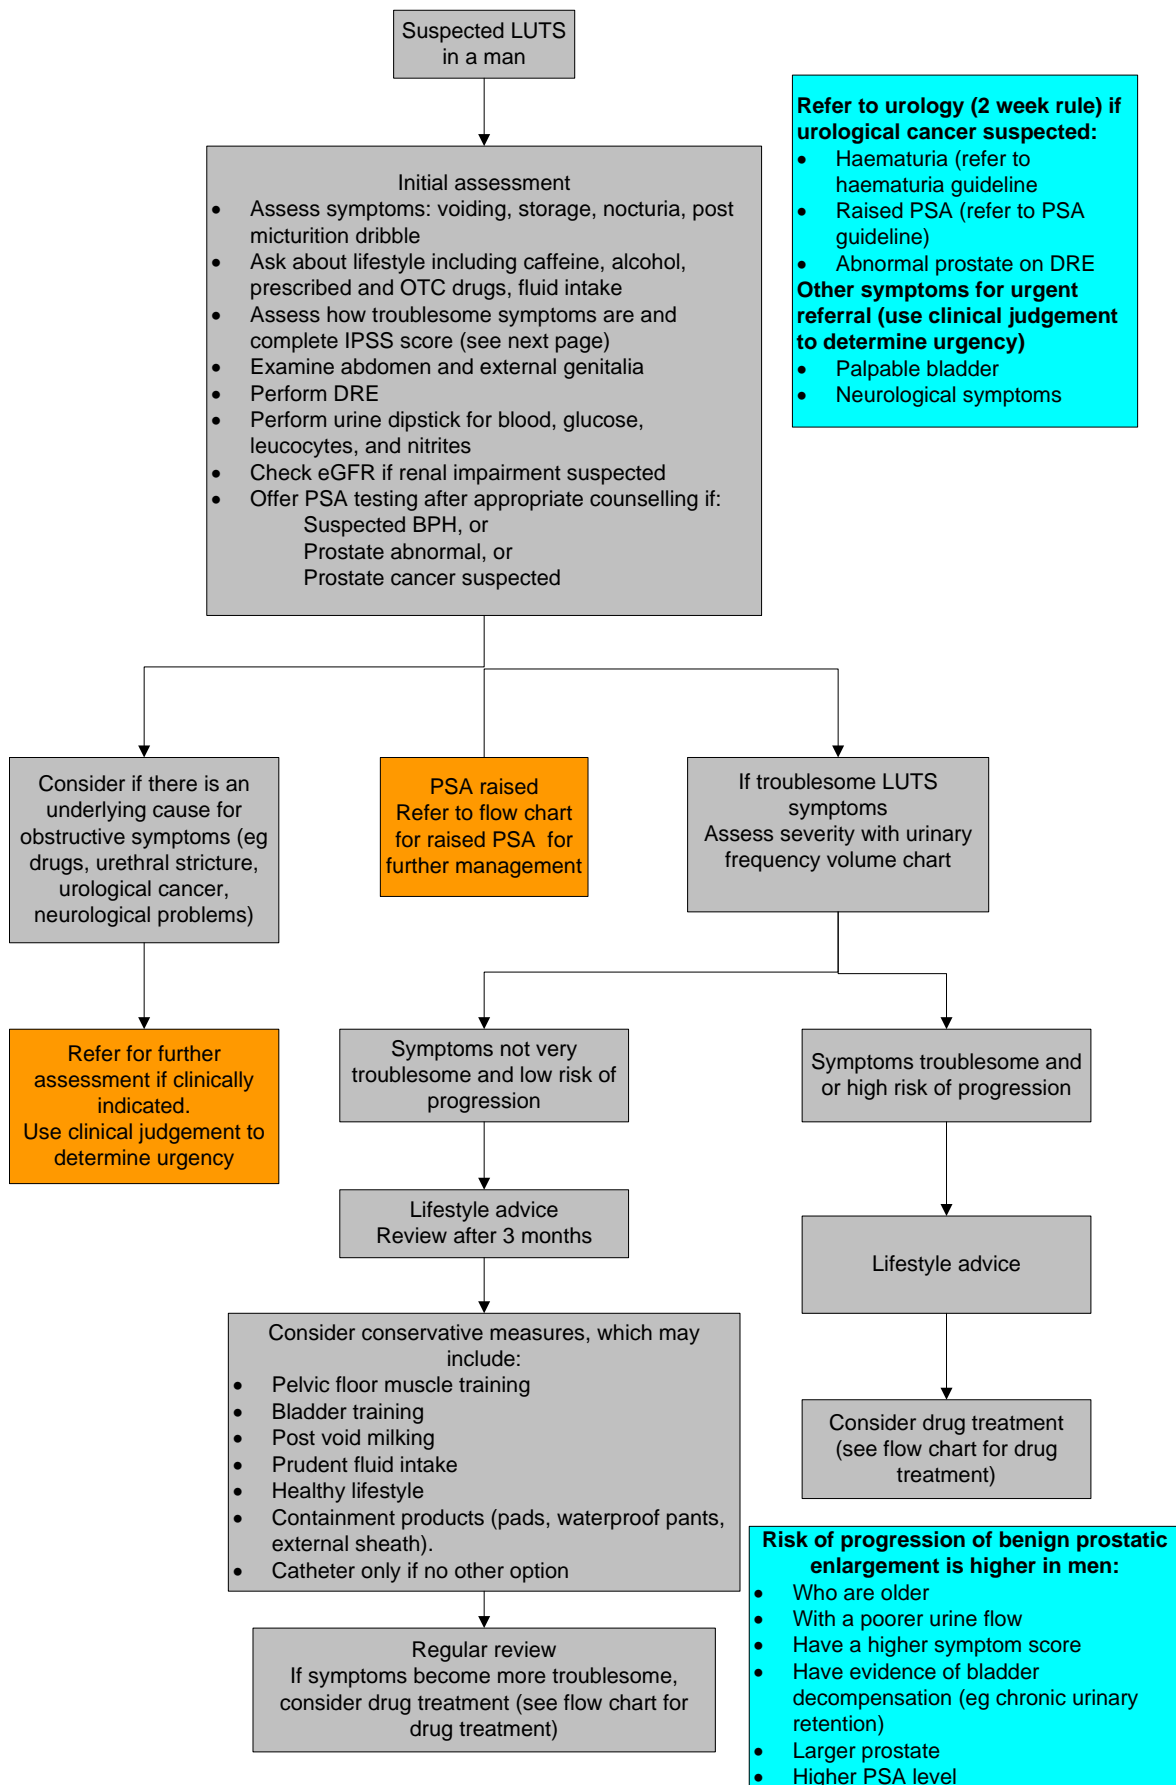 Suspected LUTS
in a man
Refer to urology (2 week rule) if
urological cancer suspected:
• Haematuria (refer to
haematuria guideline
• Raised PSA (refer to PSA
guideline)
• Abnormal prostate on DRE
Other symptoms for urgent
referral (use clinical judgement
to determine urgency)
• Palpable bladder
• Neurological symptoms
Initial assessment
• Assess symptoms: voiding, storage, nocturia, post
micturition dribble
• Ask about lifestyle including caffeine, alcohol,
prescribed and OTC drugs, fluid intake
• Assess how troublesome symptoms are and
complete IPSS score (see next page)
• Examine abdomen and external genitalia
• Perform DRE
• Perform urine dipstick for blood, glucose,
leucocytes, and nitrites
• Check eGFR if renal impairment suspected
• Offer PSA testing after appropriate counselling if:
Suspected BPH, or
Prostate abnormal, or
Prostate cancer suspected
Consider if there is an
underlying cause for
obstructive symptoms (eg
drugs, urethral stricture,
urological cancer,
neurological problems)
PSA raised
Refer to flow chart
for raised PSA for
further management
If troublesome LUTS
symptoms
Assess severity with urinary
frequency volume chart
Refer for further
assessment if clinically
indicated.
Use clinical judgement to
determine urgency
Symptoms not very
troublesome and low risk of
progression
Symptoms troublesome and
or high risk of progression
Lifestyle advice
Review after 3 months
Lifestyle advice
Consider conservative measures, which may
include:
• Pelvic floor muscle training
• Bladder training
• Post void milking
• Prudent fluid intake
• Healthy lifestyle
• Containment products (pads, waterproof pants,
external sheath).
• Catheter only if no other option
Consider drug treatment
(see flow chart for drug
treatment)
Regular review
If symptoms become more troublesome,
consider drug treatment (see flow chart for
drug treatment)
Risk of progression of benign prostatic
enlargement is higher in men:
• Who are older
• With a poorer urine flow
• Have a higher symptom score
• Have evidence of bladder
decompensation (eg chronic urinary
retention)
• Larger prostate
• Higher PSA level